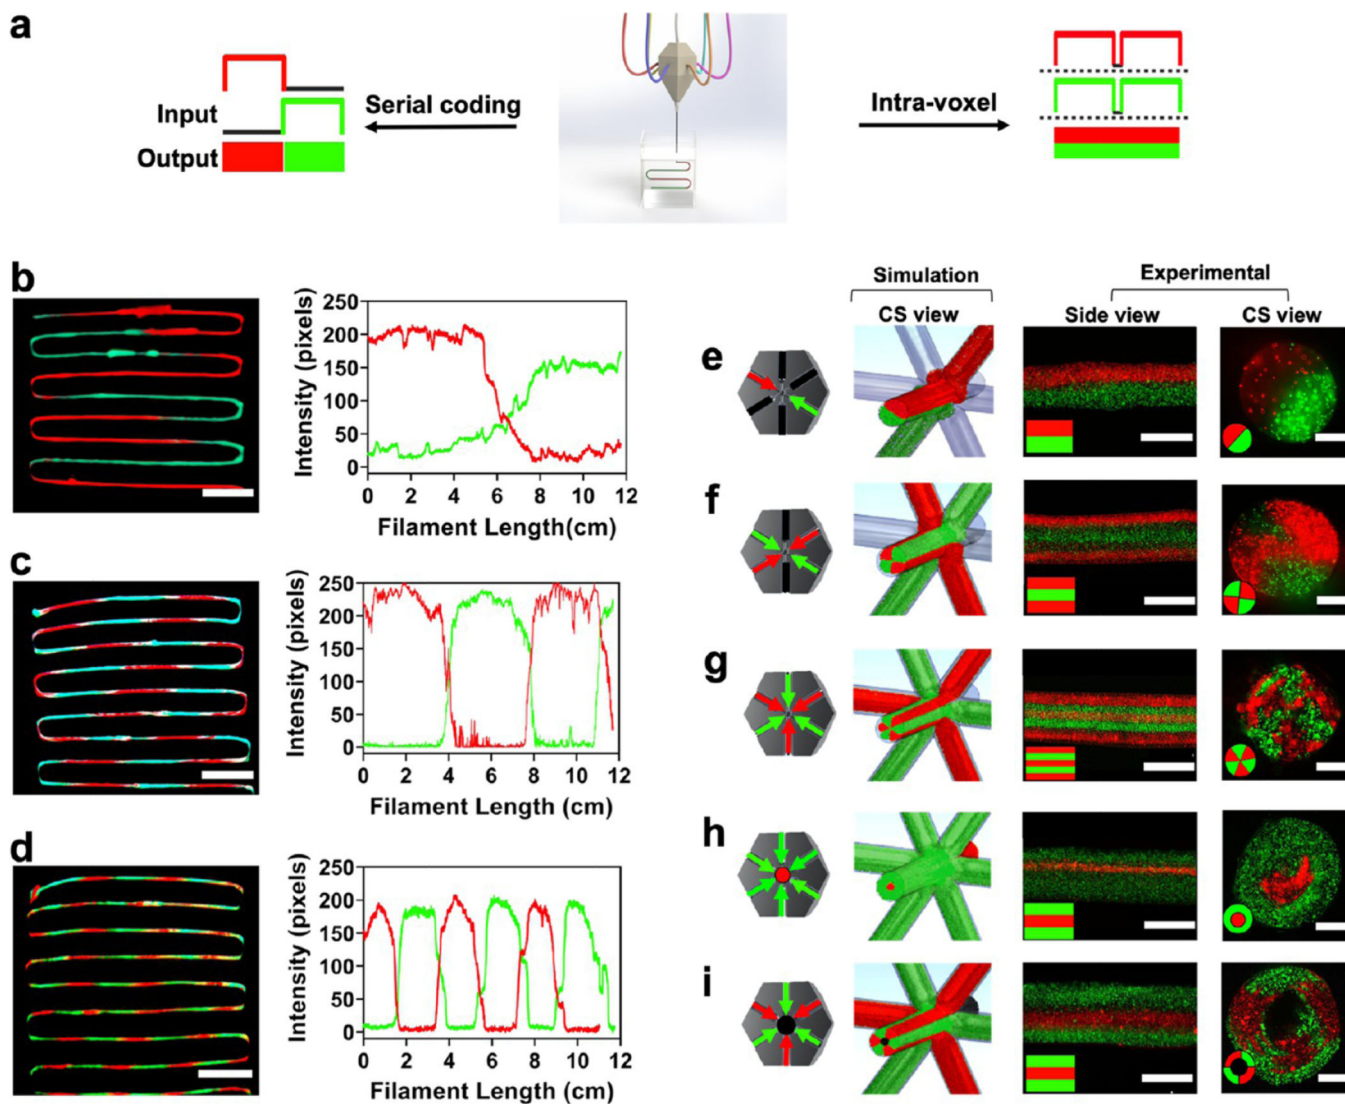 a
Input
Output
Serial coding
Intra-voxel
b
Intensity (pixels)
250
200
150
100
50
0
0 2 4 6 8 10 12
Filament Length(cm)
c
Intensity (pixels)
250
200
150
100
50
0
0 2 4 6 8 10 12
Filament Length (cm)
d
Intensity (pixels)
250
200
150
100
50
0
0 2 4 6 8 10 12
Filament Length (cm)
Simulation
Experimental
CS view
Side view
CS view
e
f
g
h
i